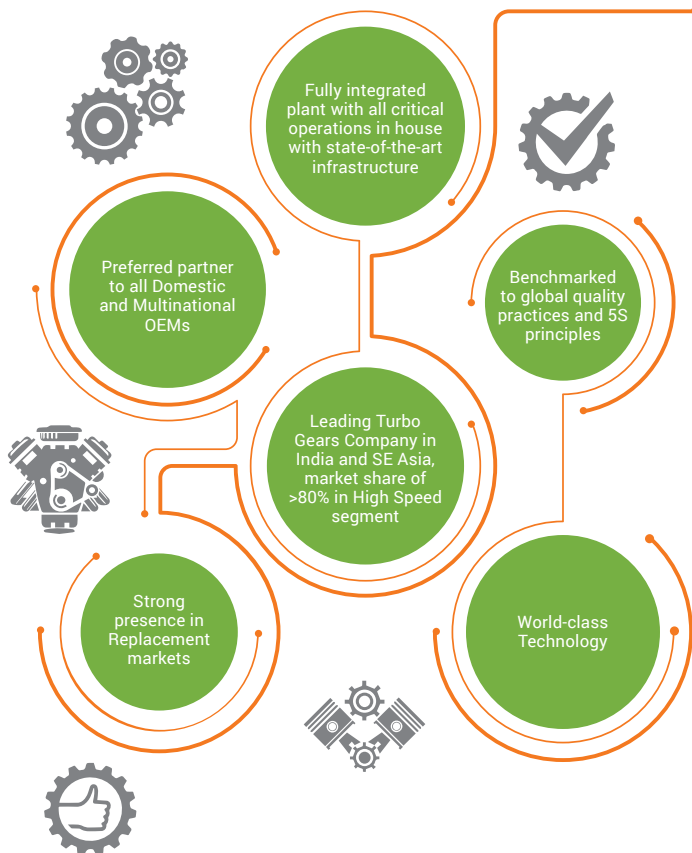 Fully integrated
plant with all critical
operations in house
with state-of-the-art
infrastructure
Preferred partner
to all Domestic
and Multinational
OEMs
Benchmarked
to global quality
practices and 5S
principles
Leading Turbo
Gears Company in
India and SE Asia,
market share of
>80% in High Speed
segment
Strong
presence in
Replacement
markets
World-class
Technology